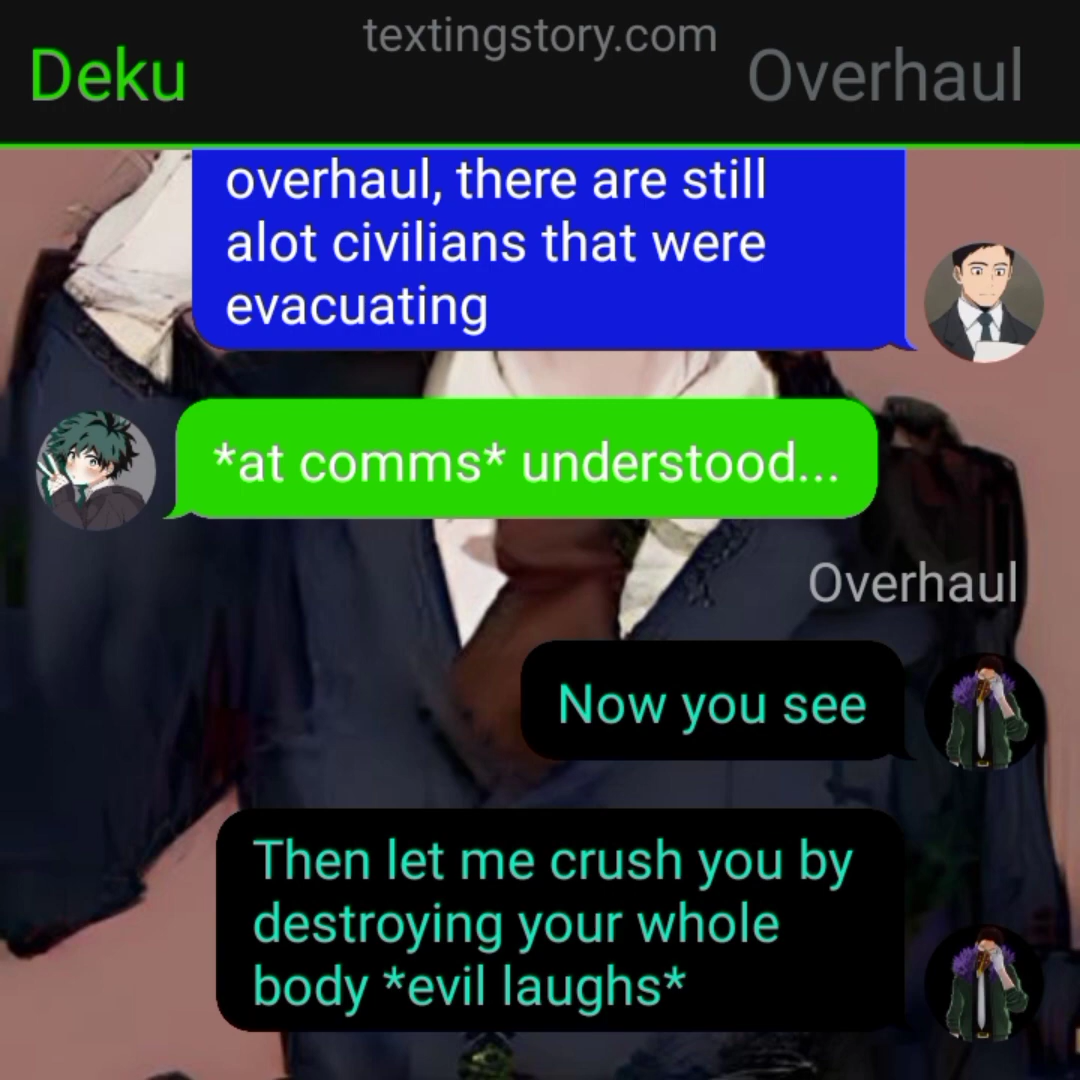 textingstory.com
Deku
Overhaul
overhaul, there are still
alot civilians that were
evacuating
*at comms* understood...
Overhaul
Now you see
Then let me crush you by
destroying your whole
body *evil laughs*